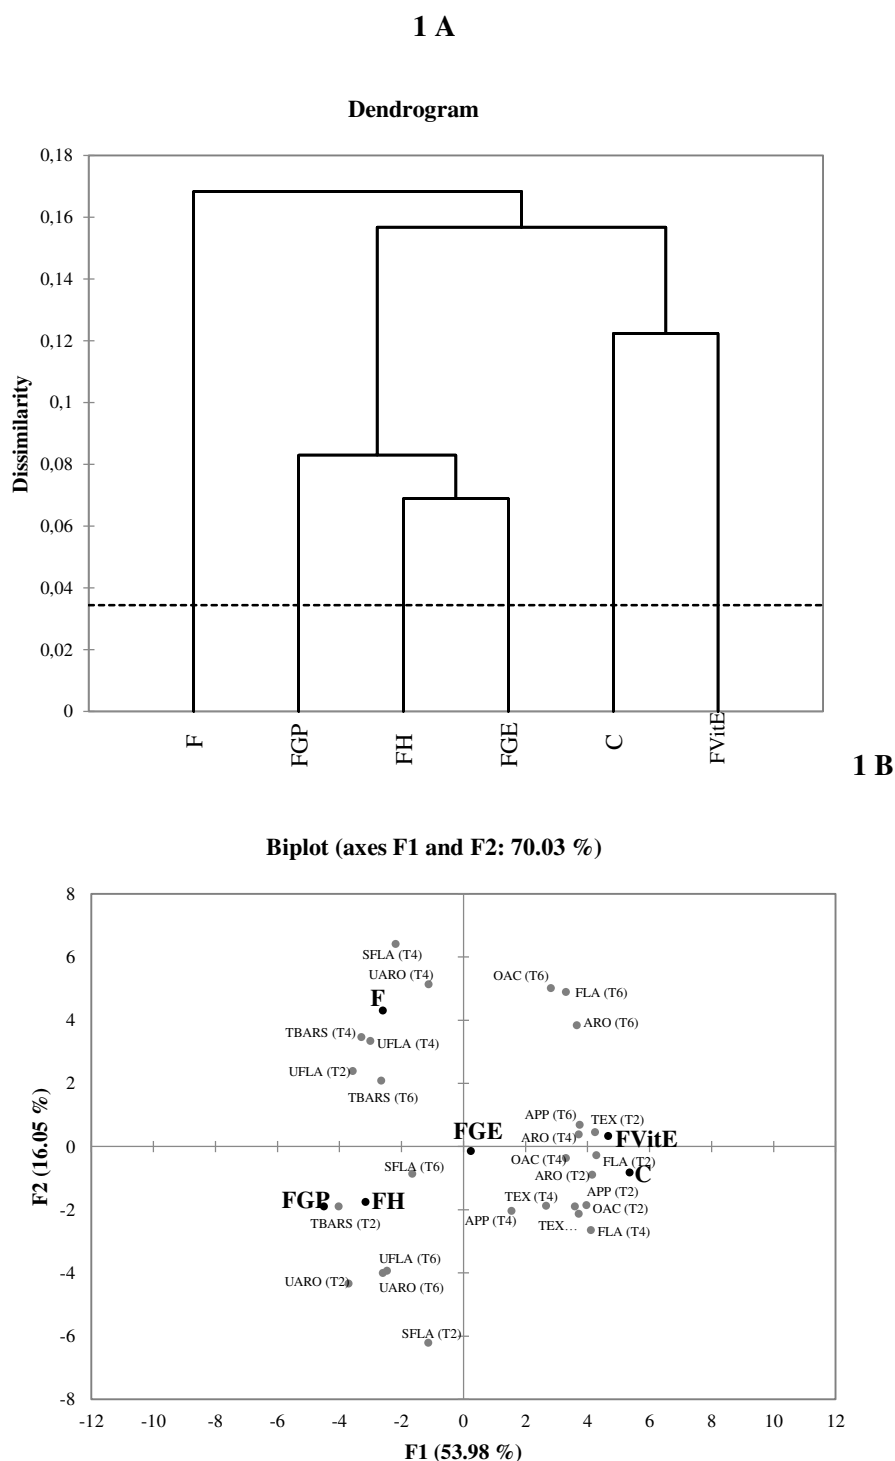 1 A
Dendrogram
0,18
0,16
0,14
0,12
0,1
0,08
0,06
0,04
0,02
0
Dissimilarity
F
FGP
FH
FGE
C
FVitE
1 B
Biplot (axes F1 and F2: 70.03 %)
8
6
4
2
0
-2
-4
-6
-8
F2 (16.05 %)
SFLA (T4)
UARO (T4)
OAC (T6)
FLA (T6)
F
ARO (T6)
TBARS (T4)
UFLA (T4)
UFLA (T2)
TBARS (T6)
APP (T6)
TEX (T2)
FGE
ARO (T4)
FVitE
OAC (T4)
FLA (T2)
SFLA (T6)
ARO (T2)
C
FGP
FH
TEX (T4)
APP (T2)
TBARS (T2)
APP (T4)
OAC (T2)
TEX…
FLA (T4)
UFLA (T6)
UARO (T2)
UARO (T6)
SFLA (T2)
-12 -10 -8 -6 -4 -2 0 2 4 6 8 10 12
F1 (53.98 %)